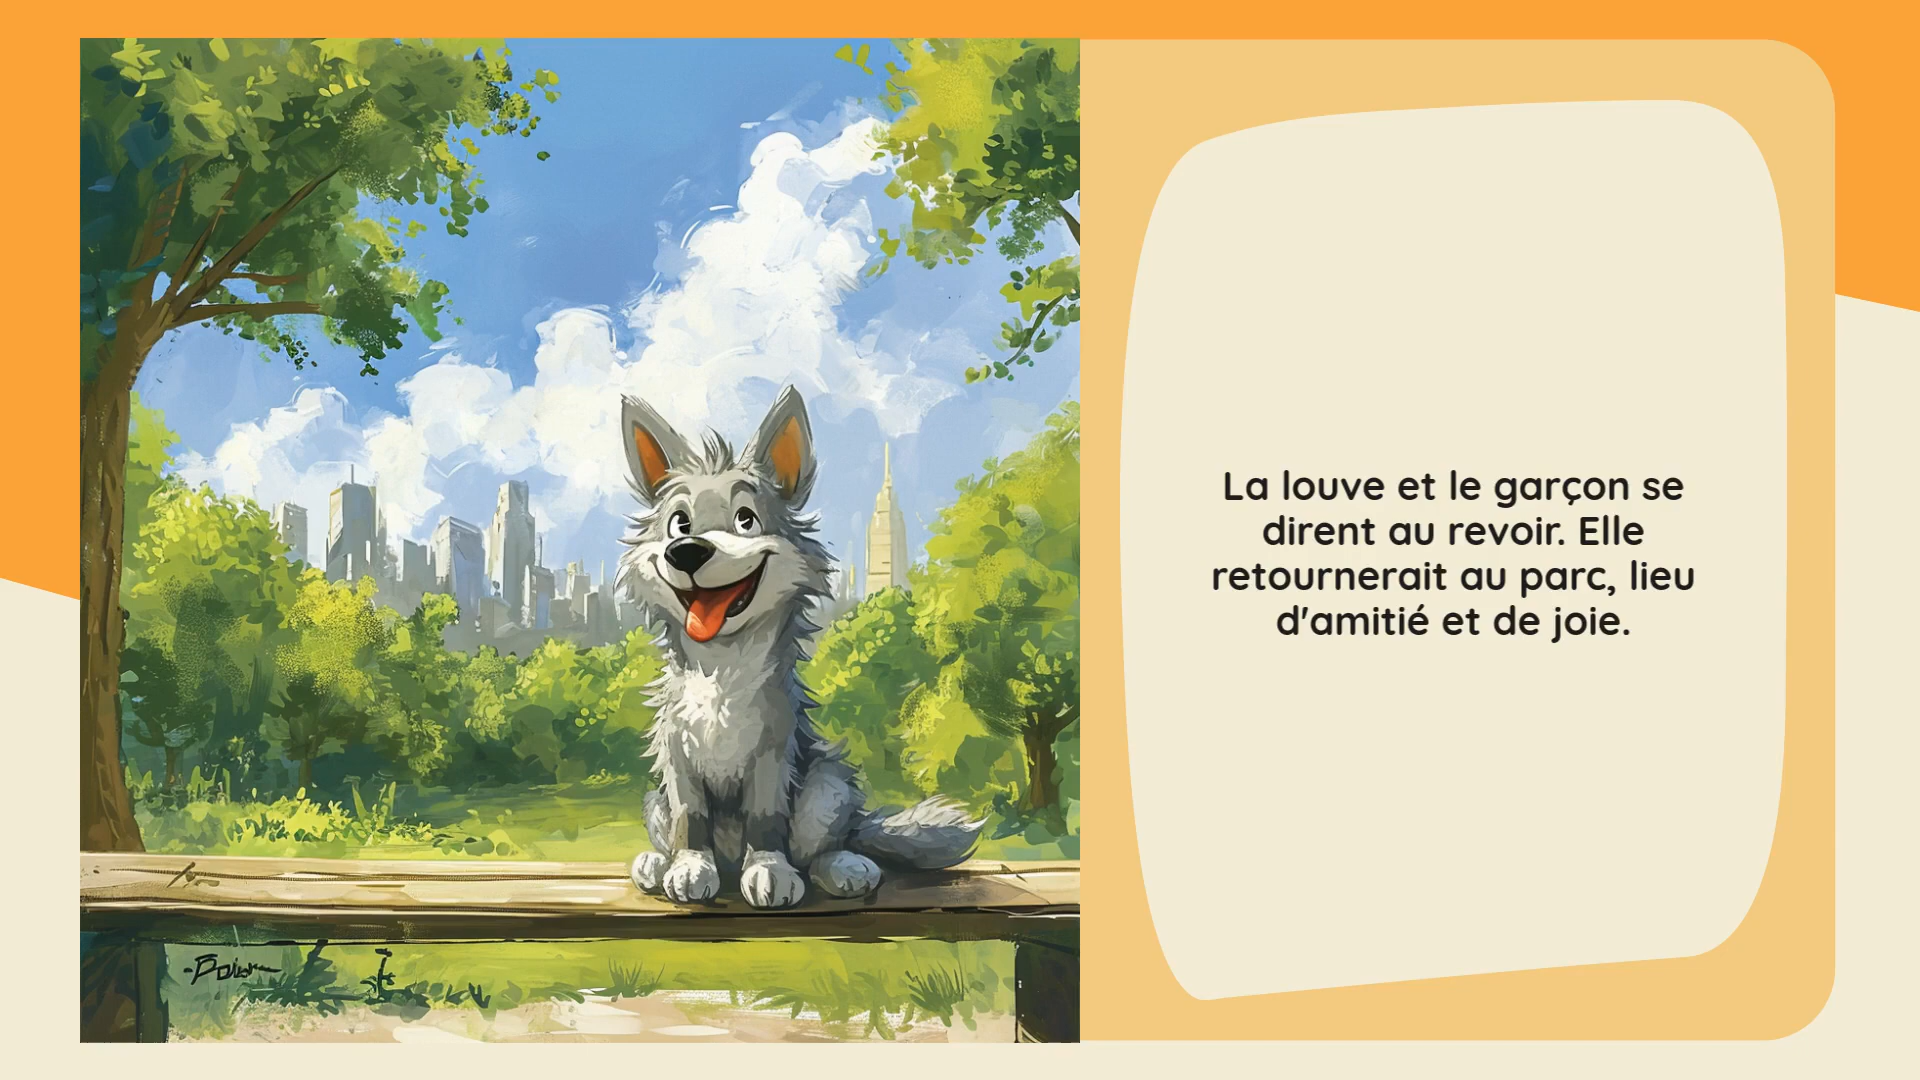 La louve et le garçon se
dirent au revoir. Elle
retournerait au parc, lieu
d'amitié et de joie.